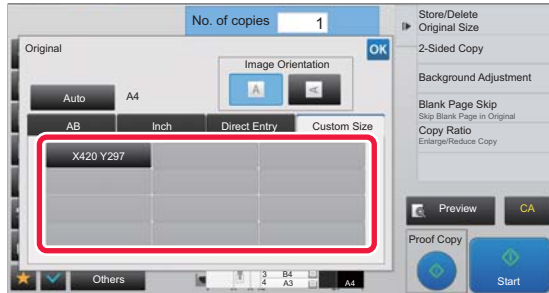 No. of copies 1
Original
OK
Image Orientation
A
A
Auto A4
AB Inch Direct Entry Custom Size
X420 Y297
Others
3 B4
4 A3
A4
Store/Delete
Original Size
2-Sided Copy
Background Adjustment
Blank Page Skip
Skip Blank Page in Original
Copy Ratio
Enlarge/Reduce Copy
Preview CA
Proof Copy
Start